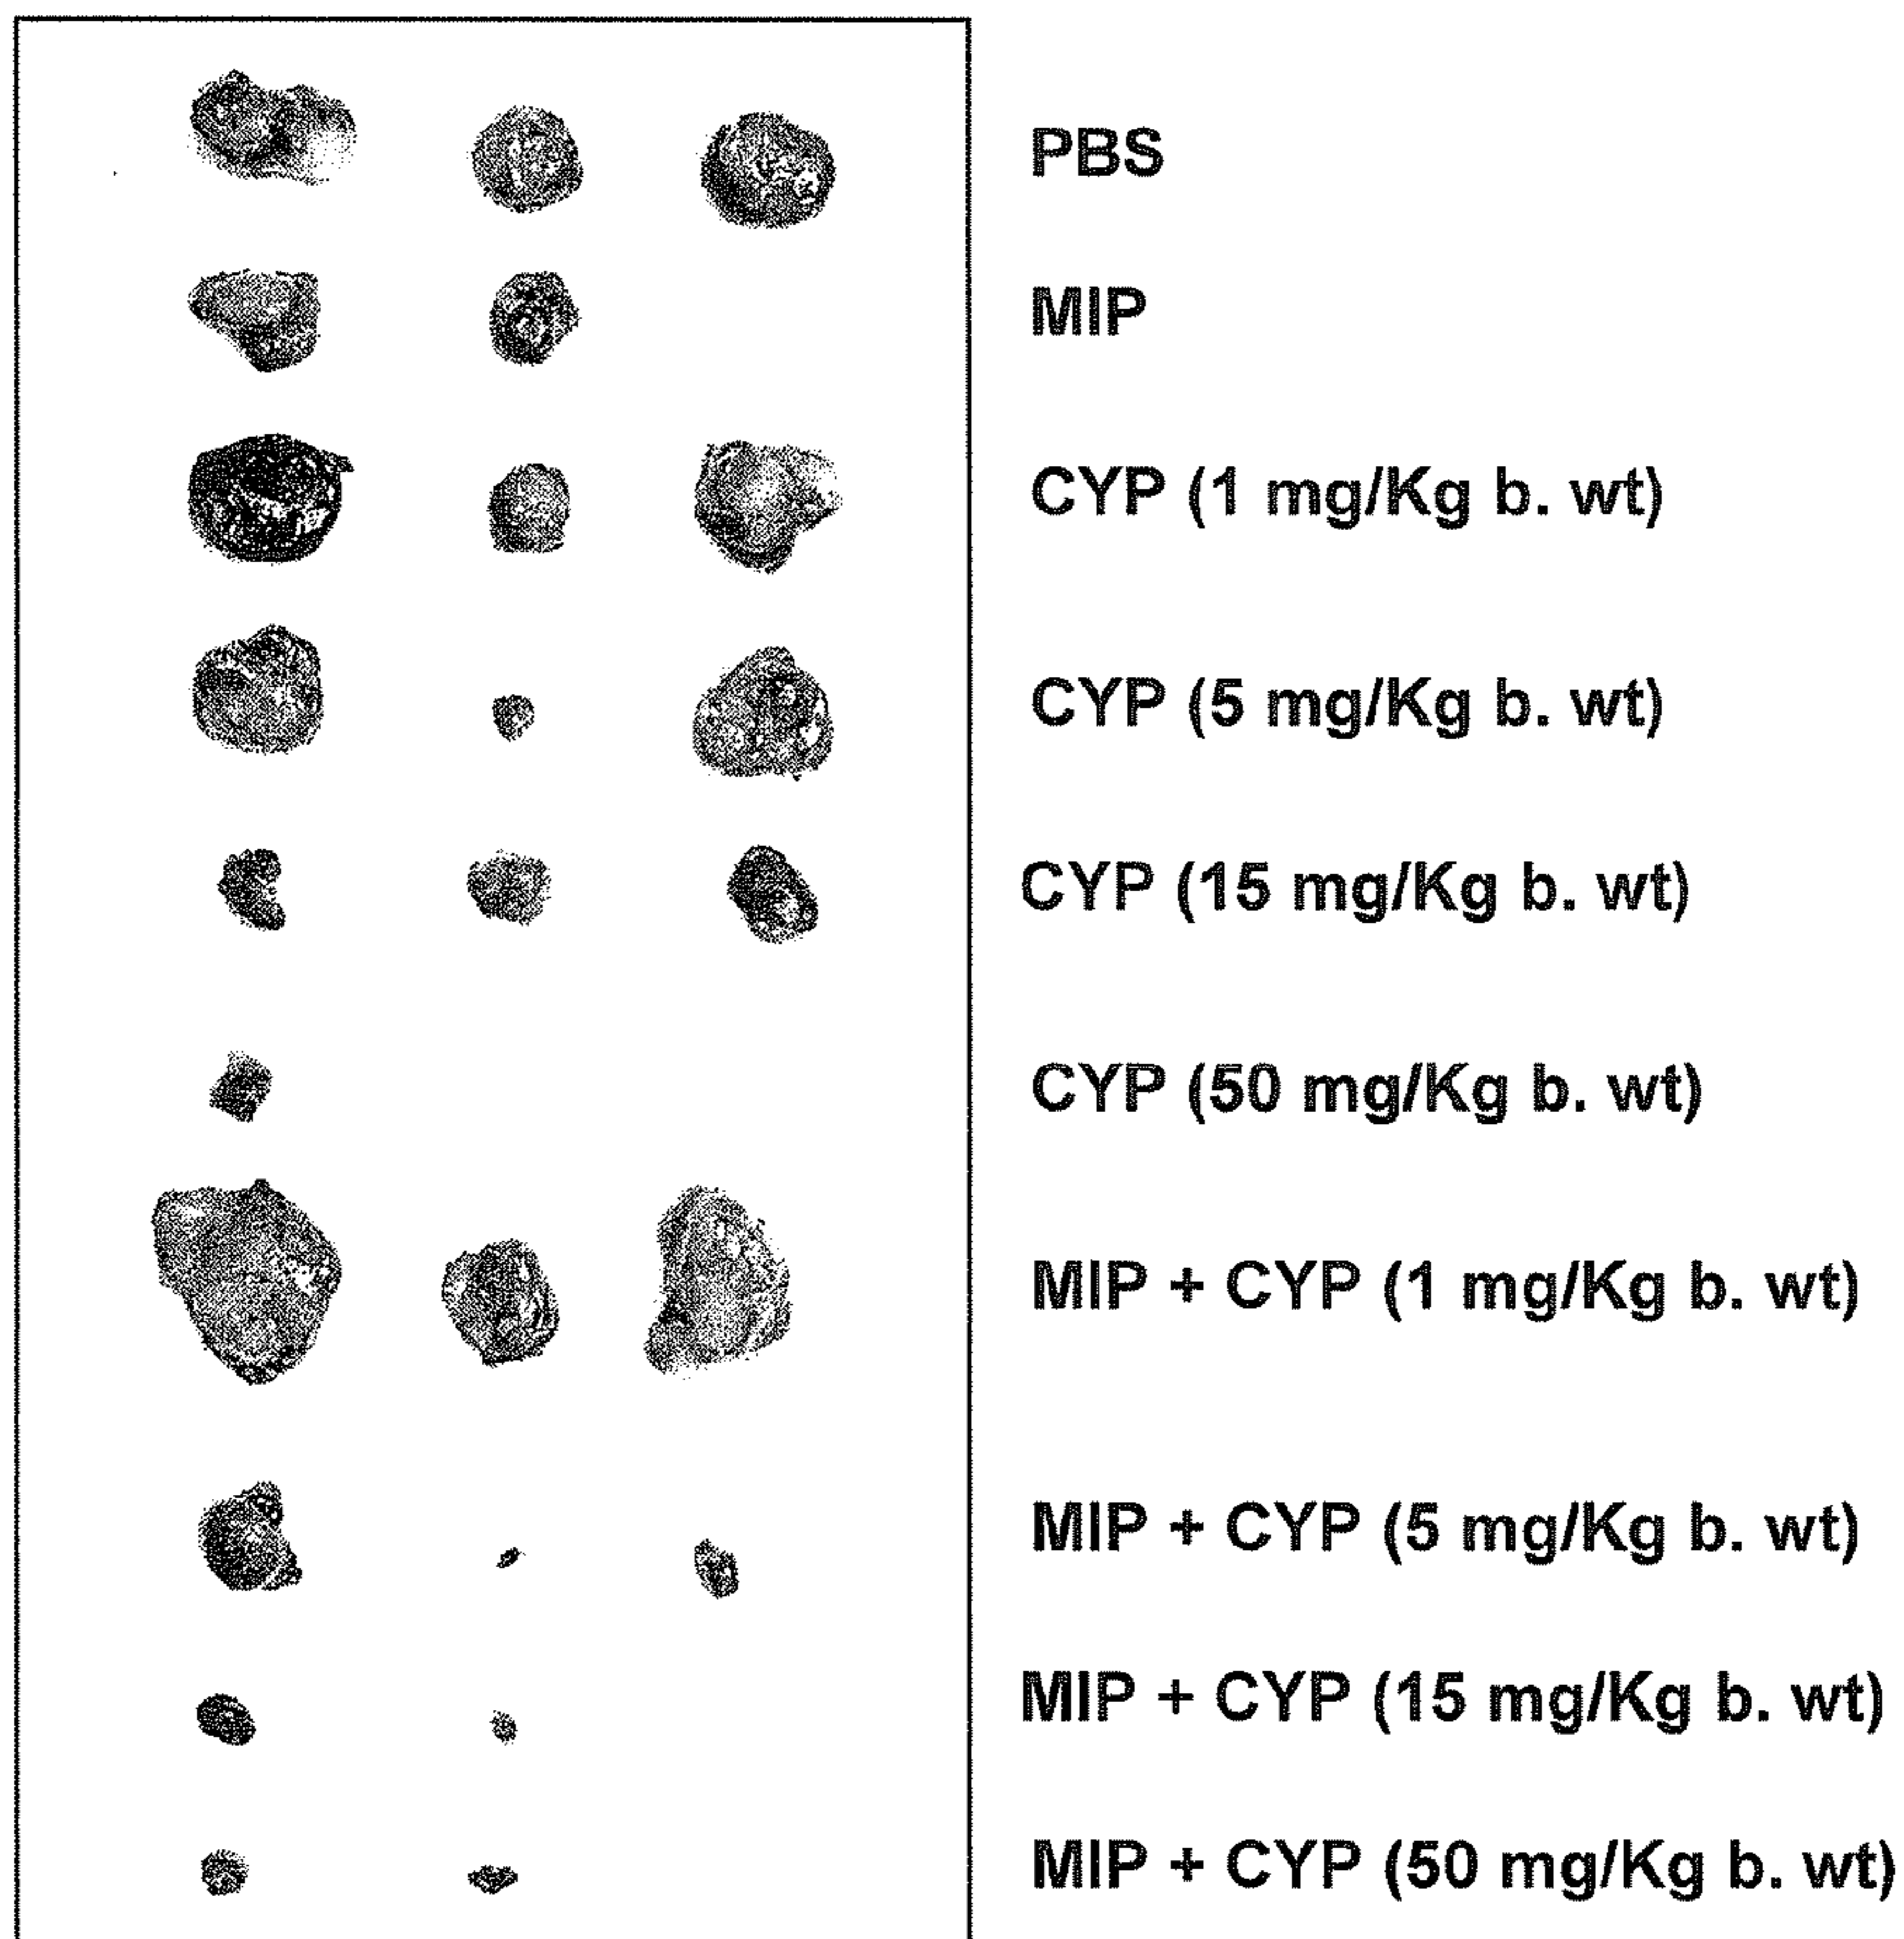 PBS
MIP
CYP (1 mg/Kg b. wt)
CYP (5 mg/Kg b. wt)
CYP (15 mg/Kg b. wt)
CYP (50 mg/Kg b. wt)
MIP + CYP (1 mg/Kg b. wt)
MIP + CYP (5 mg/Kg b. wt)
MIP + CYP (15 mg/Kg b. wt)
MIP + CYP (50 mg/Kg b. wt)